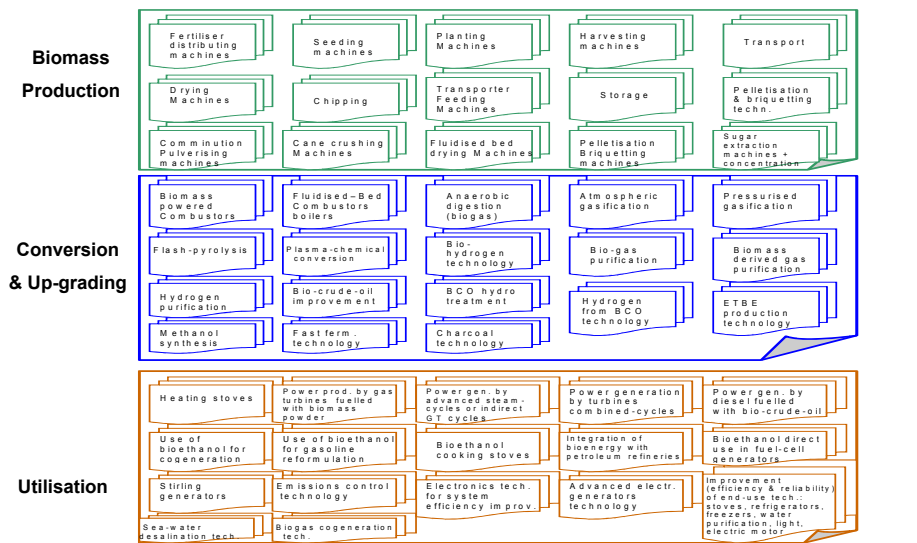 Biomass
Production
Fertiliser
distributing
machines
Seeding
machines
Planting
Machines
Harvesting
machines
Transport
Drying
Machines
Chipping
Transporter
Feeding
Machines
Storage
Pelletisation
& briquetting
techn.
Comminution
Pulverising
machines
Cane crushing
Machines
Fluidised bed
drying Machines
Pelletisation
Briquetting
machines
Sugar
extraction
machines +
concentration
Conversion
& Up-grading
Biomass
powered
Combustors
Fluidised–Bed
Combustors
boilers
Anaerobic
digestion
(biogas)
Atmospheric
gasification
Pressurised
gasification
Flash-pyrolysis
Plasma-chemical
conversion
Bio-
hydrogen
technology
Bio-gas
purification
Biomass
derived gas
purification
Hydrogen
purification
Bio-crude-oil
improvement
BCO hydro
treatment
Hydrogen
from BCO
technology
ETBE
production
technology
Methanol
synthesis
Fast ferm.
technology
Charcoal
technology
Utilisation
Heating stoves
Power prod. by gas
turbines fuelled
with biomass
powder
Power gen. by
advanced steam-
cycles or indirect
GT cycles
Power generation
by turbines
combined-cycles
Power gen. by
diesel fuelled
with bio-crude-oil
Use of
bioethanol for
cogeneration
Use of bioethanol
for gasoline
reformulation
Bioethanol
cooking stoves
Integration of
bioenergy with
petroleum refineries
Bioethanol direct
use in fuel-cell
generators
Stirling
generators
Emissions control
technology
Electronics tech.
for system
efficiency improv.
Advanced electr.
generators
technology
Improvement
(efficiency & reliability)
of end-use tech.:
stoves, refrigerators,
freezers, water
purification, light,
electric motor
Sea-water
desalination tech.
Biogas cogeneration
tech.